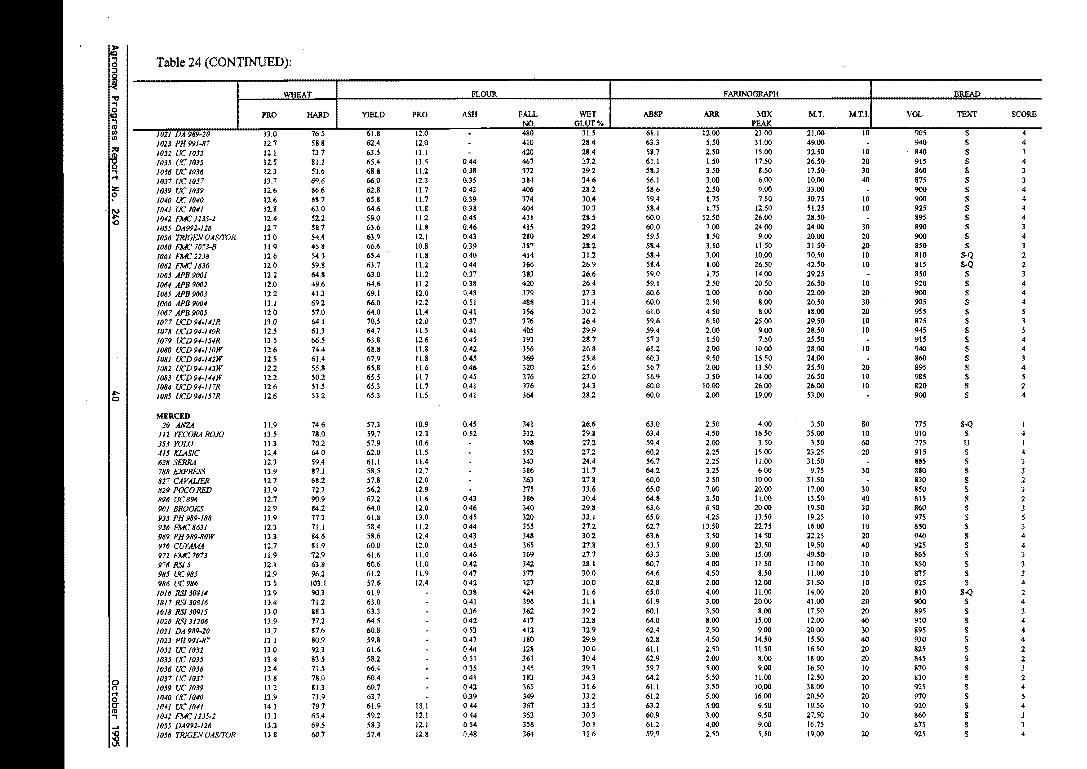 Agronomy Progress Report No. 249
40
October 1995
Table 24 (CONTINUED):
WHEAT FLOUR FARINOGRAPH BREAD
PRO HARD YIELD PRO ASH FALL NO. WET GLUT % ABSP ARR MIX PEAK M.T. M.T.I. VOL TEXT SCORE
1021 DA 989-20 13.0 76.5 61.8 12.0 - 480 31.5 61.1 12.00 23.00 21.00 10 905 S 4
1023 PH 991-87 12.7 58.8 62.4 12.0 - 410 28.4 63.3 5.50 31.00 49.00 - 940 S 4
1032 UC 1032 12.1 73.7 63.5 11.1 - 420 28.4 58.7 2.50 15.00 32.50 10 840 S 3
1035 UC 1035 12.5 81.1 65.4 11.5 0.44 467 27.2 61.1 1.50 17.50 26.50 20 915 S 4
1036 UC 1036 12.3 51.6 68.8 11.2 0.38 372 29.2 58.3 3.50 8.50 17.50 30 860 S 3
1037 UC 1037 13.7 69.6 66.0 12.3 0.35 381 34.6 56.1 3.00 6.00 10.00 40 875 S 3
1039 UC 1039 12.6 66.6 62.8 11.7 0.43 406 28.2 58.6 2.50 9.00 33.00 - 900 S 4
1040 UC 1040 12.6 68.7 65.8 11.7 0.39 374 30.4 59.4 1.75 7.50 30.75 10 900 S 4
1041 UC 1041 12.8 62.0 64.6 11.8 0.38 404 30.3 58.4 1.75 12.50 51.25 10 925 S 4
1042 FMC 1235-2 12.4 52.2 59.0 11.2 0.45 431 28.5 60.0 12.50 26.00 28.50 - 895 S 4
1055 DA992-126 12.7 58.7 63.6 11.8 0.46 415 29.2 60.0 7.00 24.00 24.00 30 890 S 3
1056 TRIGEN OAS/TOR 13.0 54.4 63.9 12.1 0.43 280 29.4 59.5 1.50 9.00 20.00 20 900 S 4
1060 FMC 7073-B 11.9 45.8 66.6 10.8 0.39 387 28.2 58.4 3.50 11.50 31.50 20 850 S 3
1061 FMC 2238 12.6 54.3 65.4 11.8 0.40 414 31.2 58.4 3.00 10.00 30.50 10 810 S-Q 2
1062 FMC 1836 12.0 59.8 63.7 11.2 0.44 366 26.9 58.4 1.00 26.50 42.50 10 815 S-Q 2
1063 APB 9001 12.2 64.8 63.0 11.2 0.37 383 26.6 59.0 1.75 14.00 29.25 - 850 S 3
1064 APB 9002 12.0 49.6 64.6 11.2 0.38 420 26.4 59.1 2.50 20.50 26.50 10 920 S 4
1065 APB 9003 12.2 41.3 69.1 12.0 0.43 379 27.3 60.6 2.00 6.00 22.00 20 900 S 4
1066 APB 9004 13.1 69.2 66.0 12.2 0.51 488 31.4 60.0 2.50 8.00 20.50 30 905 S 4
1067 APB 9005 12.0 57.0 64.0 11.4 0.41 356 30.2 61.0 4.50 8.00 18.00 20 955 S 5
1077 UCD 94-141R 13.0 64.1 70.5 12.0 0.37 376 26.4 59.6 6.50 25.00 29.50 10 875 S 3
1078 UCD 94-149R 12.5 61.3 64.7 11.3 0.41 405 29.9 59.4 2.00 9.00 28.50 10 945 S 5
1079 UCD 94-154R 13.5 66.5 63.8 12.6 0.45 391 28.7 57.3 1.50 7.50 25.50 - 915 S 4
1080 UCD 94-110W 12.6 74.4 68.8 11.8 0.42 356 26.8 61.2 2.00 10.00 28.00 10 940 S 4
1081 UCD 94-142W 12.5 61.4 67.9 11.8 0.45 369 25.8 60.3 9.50 15.50 24.00 - 860 S 3
1082 UCD 94-143W 12.2 55.8 65.8 11.6 0.46 320 25.6 56.7 2.00 11.50 25.50 20 895 S 4
1083 UCD 94-144W 12.2 50.2 65.5 11.7 0.45 376 27.0 56.9 3.50 14.00 26.50 10 985 S 5
1084 UCD 94-117R 12.6 51.5 65.3 11.7 0.41 376 24.3 60.0 10.00 26.00 26.00 10 820 S 2
1085 UCD 94-157R 12.6 53.2 65.3 11.5 0.41 364 28.2 60.0 2.00 19.00 53.00 - 900 S 4
MERCED
20 ANZA 11.9 74.6 57.3 10.9 0.45 341 26.6 63.0 2.50 4.00 3.50 80 775 S-Q 1
112 YECORA ROJO 13.5 78.0 59.7 12.3 0.52 312 29.8 63.4 4.50 16.50 35.00 10 910 S 4
353 YOLO 11.3 70.2 57.9 10.6 - 398 27.2 59.4 2.00 3.50 3.50 60 775 U 1
415 KLASIC 12.4 64.0 62.0 11.5 - 352 27.2 60.2 2.25 15.00 23.25 20 915 S 4
628 SERRA 12.3 59.4 61.1 11.4 - 343 24.4 56.7 2.25 11.00 31.50 - 885 S 3
788 EXPRESS 13.9 87.1 58.5 12.7 - 386 31.7 64.2 3.25 6.00 9.75 30 880 S 3
827 CAVALIER 12.7 68.2 57.8 12.0 - 363 27.8 60.0 2.50 10.00 31.50 - 830 S 2
829 POCO RED 13.9 72.7 56.2 12.9 - 375 33.6 65.0 7.00 20.00 17.00 30 850 S 3
896 UC 896 12.7 90.9 62.2 11.6 0.43 386 30.4 64.8 3.50 11.00 13.50 40 815 S 2
901 BROOKS 12.9 84.2 64.0 12.0 0.46 340 29.8 63.6 6.50 20.00 19.50 30 860 S 3
935 PH 989-188 13.9 77.3 61.8 13.0 0.45 320 33.1 65.0 4.25 13.50 19.25 10 975 S 5
936 FMC 8651 12.3 71.1 58.4 11.2 0.44 355 27.2 62.7 13.50 22.75 16.00 10 850 S 3
969 PH 989-80W 13.3 84.6 58.6 12.4 0.43 348 30.2 63.6 3.50 14.50 22.25 20 940 S 4
970 CUYAMA 12.7 81.9 60.0 12.0 0.45 365 27.8 63.5 9.00 23.50 19.50 40 925 S 4
972 FMC 7073 11.9 72.9 61.6 11.0 0.46 369 27.7 63.5 3.00 15.00 49.50 10 865 S 3
976 RSI 5 12.1 63.8 60.6 11.0 0.42 342 28.1 60.7 4.00 11.50 12.00 10 850 S 3
985 UC 985 12.9 96.2 61.2 11.9 0.47 377 30.0 64.6 4.50 8.50 11.00 50 875 S 3
986 UC 986 13.5 103.1 57.6 12.4 0.42 327 30.0 62.8 2.00 12.00 31.50 10 925 S 4
1016 RSI 30814 12.9 90.3 61.9 - 0.38 424 31.6 65.0 4.00 11.00 14.00 20 810 S-Q 2
1017 RSI 30816 13.4 71.2 63.0 - 0.41 398 31.1 61.9 3.00 20.00 41.00 20 900 S 4
1018 RSI 30915 13.0 88.3 63.3 - 0.36 362 29.2 60.1 3.50 8.00 17.50 20 895 S 3
1020 RSI 31206 13.9 77.2 64.5 - 0.42 417 32.8 64.0 8.00 15.00 12.00 40 910 S 4
1021 DA 989-20 13.7 87.6 60.8 - 0.53 412 32.9 62.4 2.50 9.00 20.00 30 895 S 4
1023 PH 991-87 13.1 80.9 59.8 - 0.47 380 29.9 62.8 4.50 14.50 15.50 40 930 S 4
1032 UC 1032 13.0 92.3 61.6 - 0.44 328 30.0 61.1 2.50 11.50 16.50 20 825 S 2
1035 UC 1035 13.4 83.5 58.2 - 0.51 361 30.4 62.9 2.00 8.00 18.00 20 845 S 2
1036 UC 1036 12.4 71.3 66.4 - 0.35 345 29.3 59.7 5.00 9.00 16.50 10 870 S 3
1037 UC 1037 13.8 78.0 60.4 - 0.41 383 34.3 64.2 5.50 11.00 12.50 20 810 S 2
1039 UC 1039 13.2 81.3 60.7 - 0.42 365 31.6 61.1 3.50 10.00 38.00 10 925 S 4
1040 UC 1040 13.9 71.9 63.7 - 0.39 349 33.2 61.2 5.00 16.00 20.50 20 970 S 5
1041 UC 1041 14.3 79.7 61.9 13.1 0.44 367 33.5 63.2 5.00 9.50 19.50 10 920 S 4
1042 FMC 1235-2 13.1 65.4 59.2 12.1 0.44 353 30.3 60.9 3.00 9.50 27.50 10 860 S 3
1055 DA992-126 13.3 69.5 58.3 12.1 0.54 358 30.3 61.2 4.00 9.00 16.75 875 S 3
1056 TRIGEN OAS/TOR 13.8 60.7 57.4 12.8 0.48 364 32.6 59.9 2.50 5.50 19.00 20 925 S 4